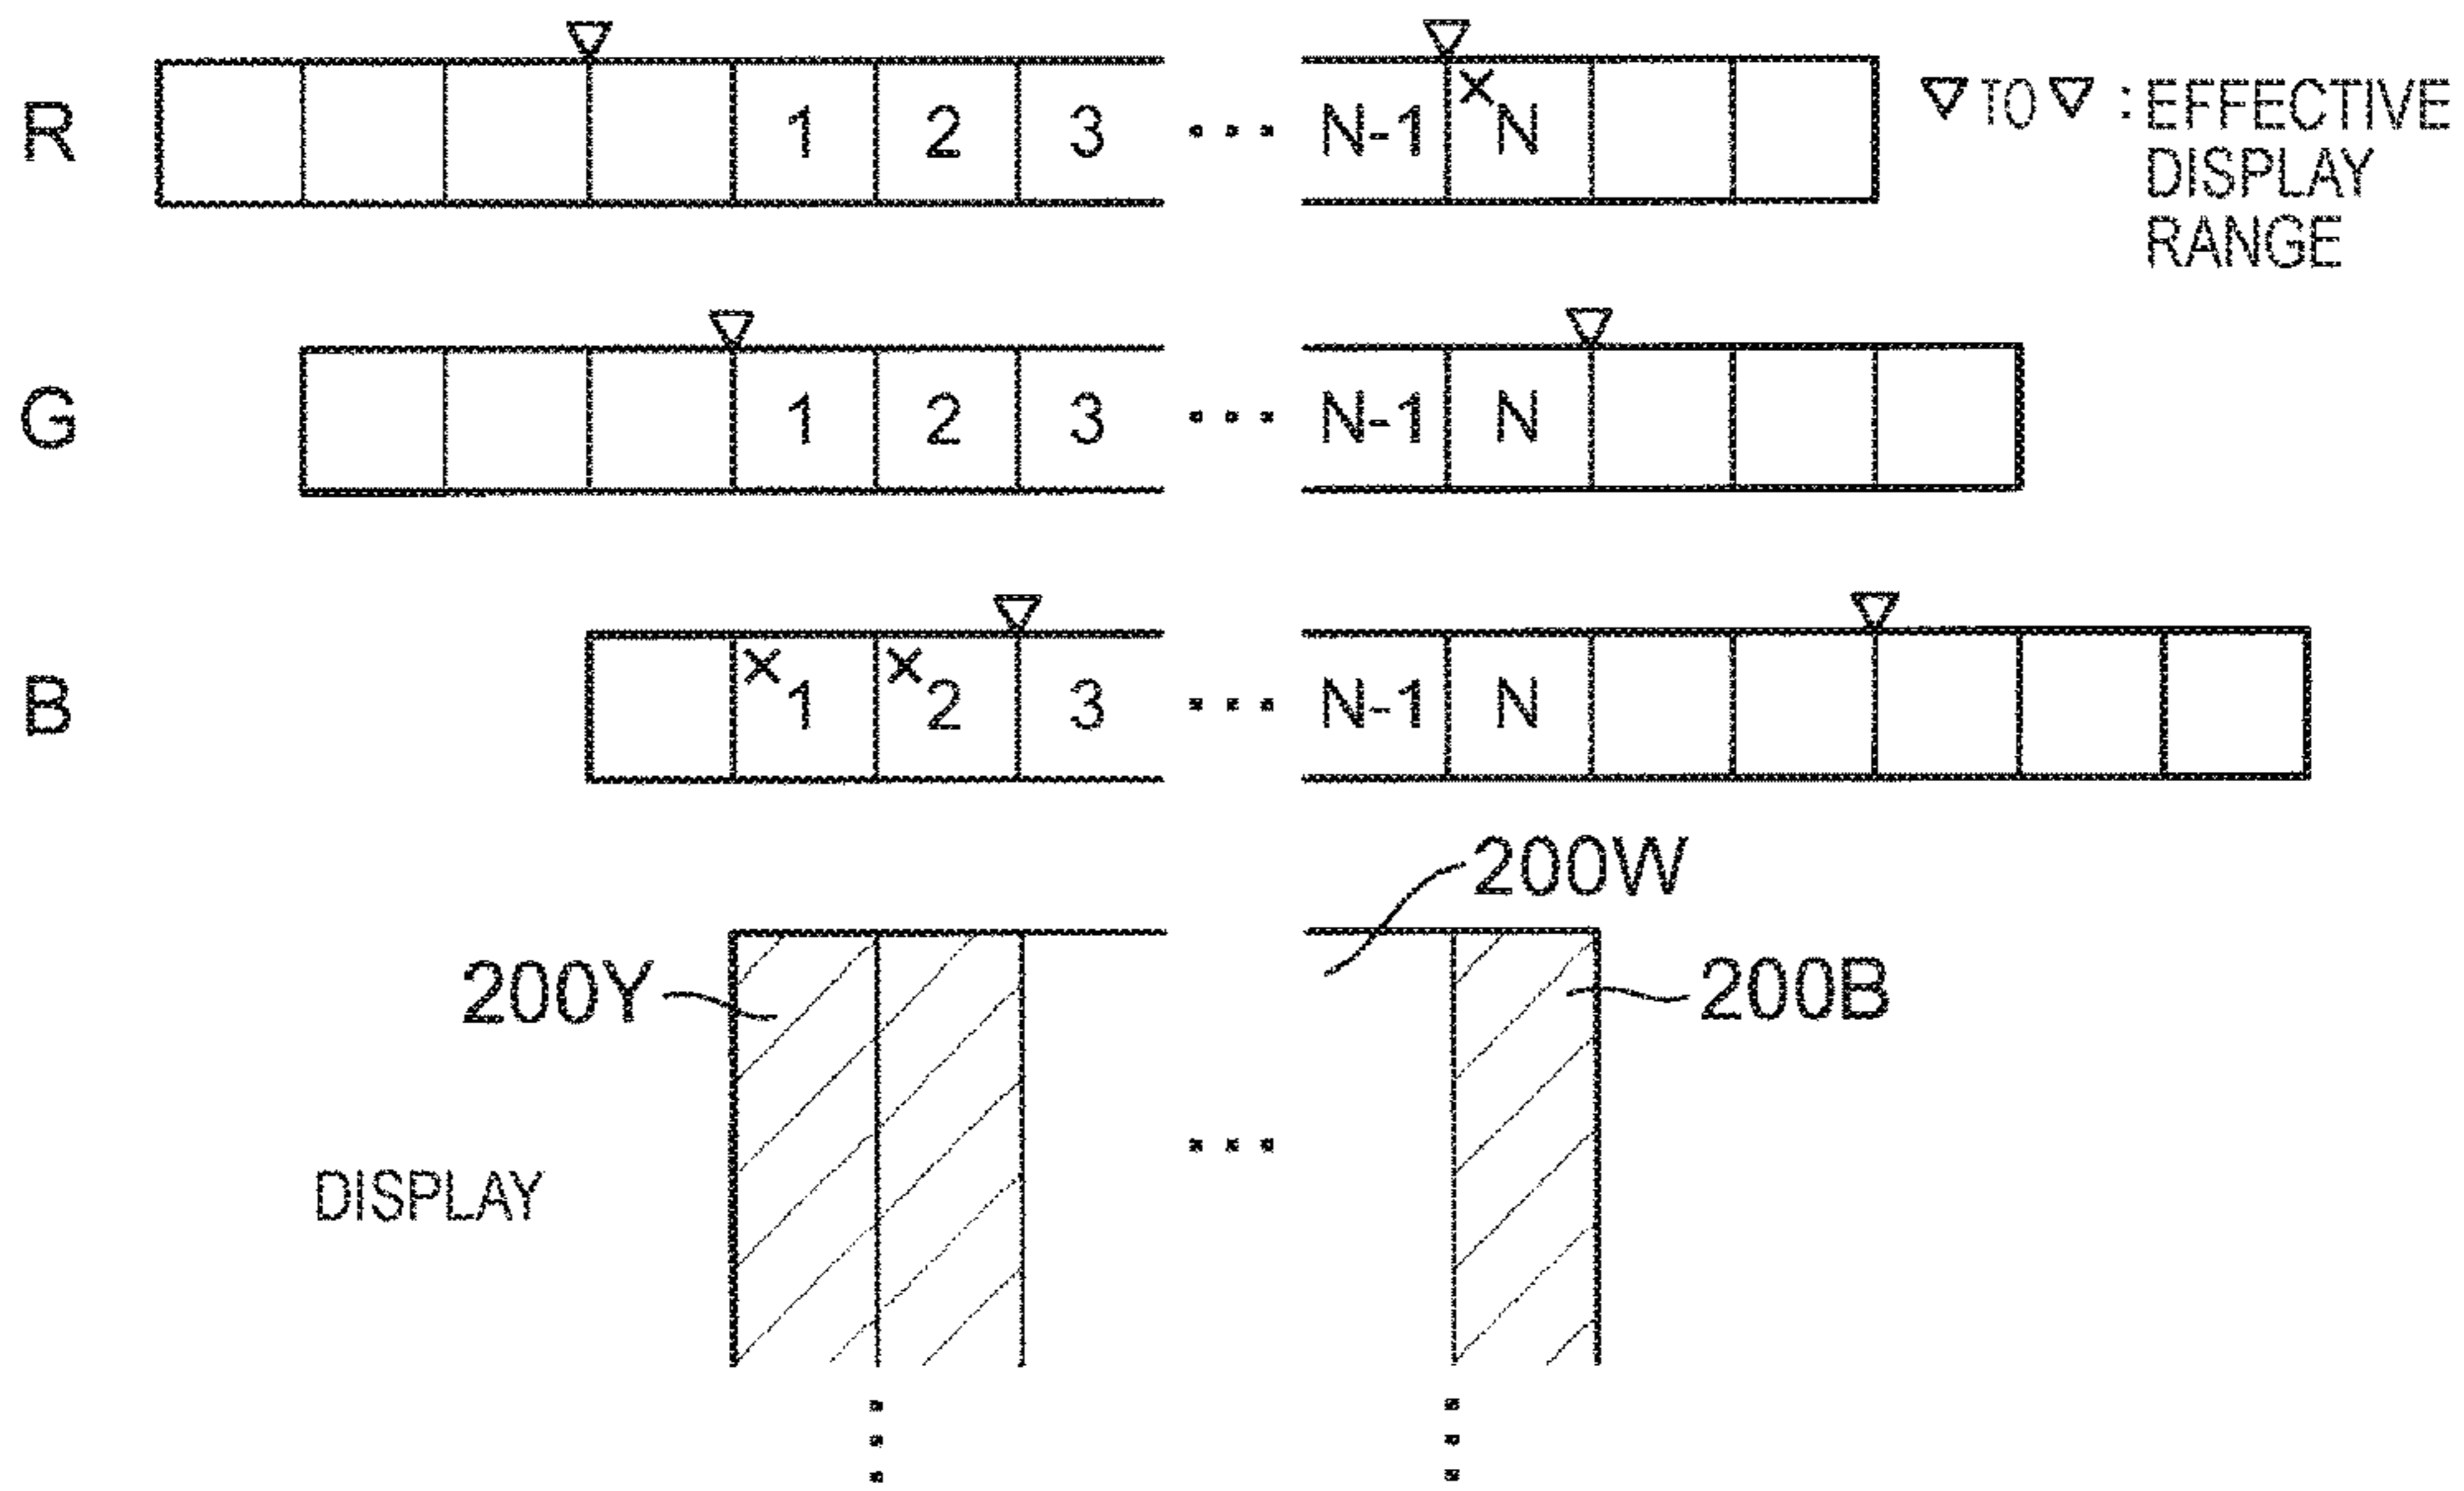 R 1 2 3 ... N-1 ×N ▽ TO ▽ : EFFECTIVE
DISPLAY
RANGE
G 1 2 3 ... N-1 N
B ×1 ×2 3 ... N-1 N
200W
200Y 200B
DISPLAY ...